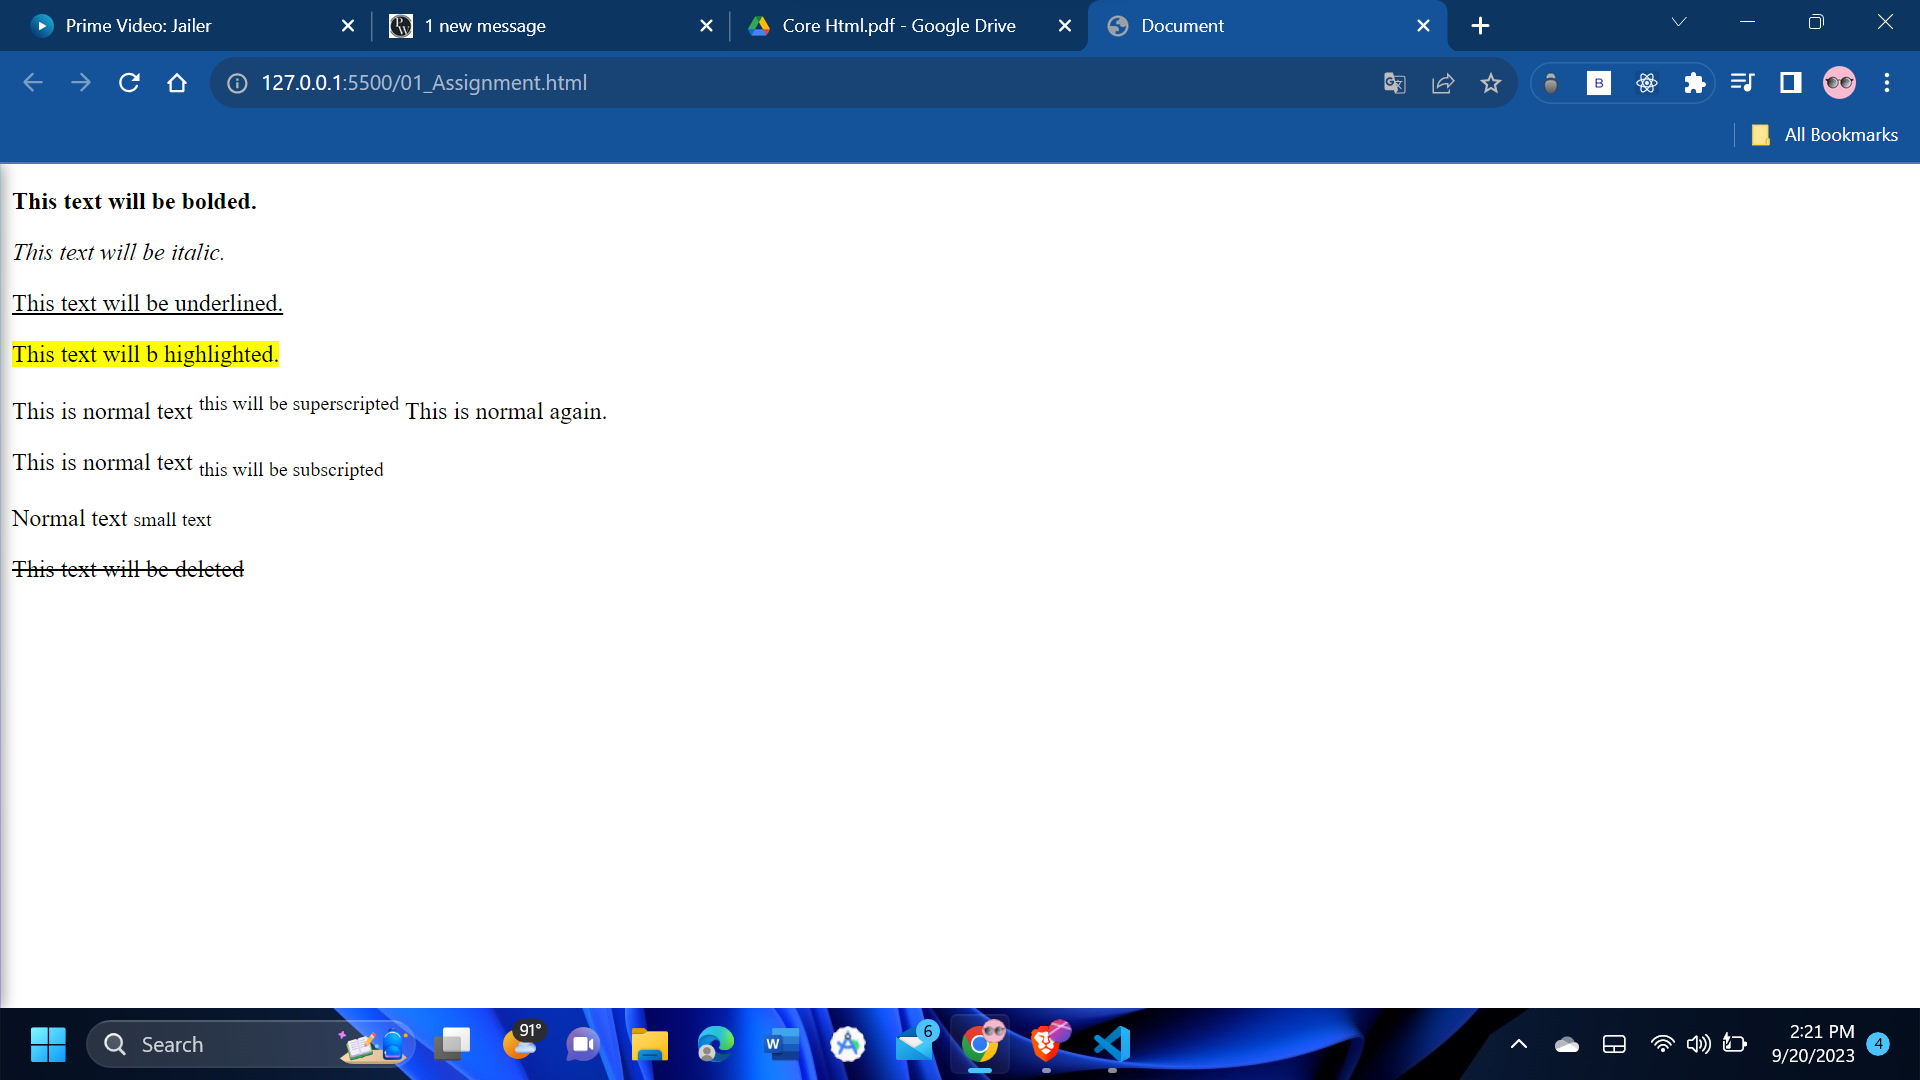 Prime Video: Jailer
1 new message
Core Html.pdf - Google Drive
Document
127.0.0.1:5500/01_Assignment.html
B
All Bookmarks
This text will be bolded.
This text will be italic.
This text will be underlined.
This text will b highlighted.
This is normal text this will be superscripted This is normal again.
This is normal text this will be subscripted
Normal text small text
This text will be deleted
Search
91°
W
6
2:21 PM
9/20/2023
4